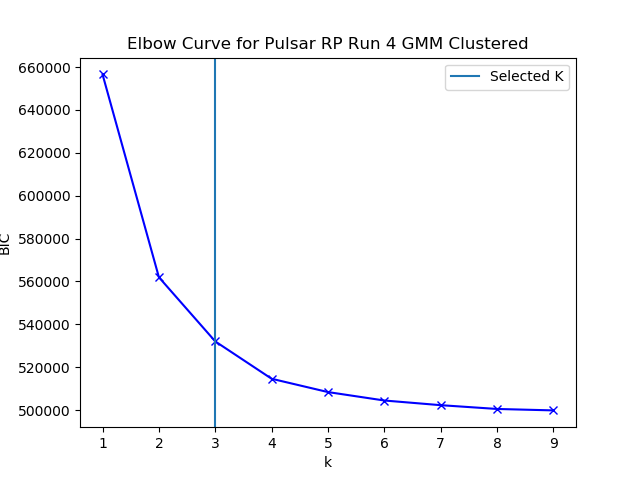 Elbow Curve for Pulsar RP Run 4 GMM Clustered
Selected K
660000
640000
620000
600000
580000
560000
540000
520000
500000
BIC
1 2 3 4 5 6 7 8 9
k